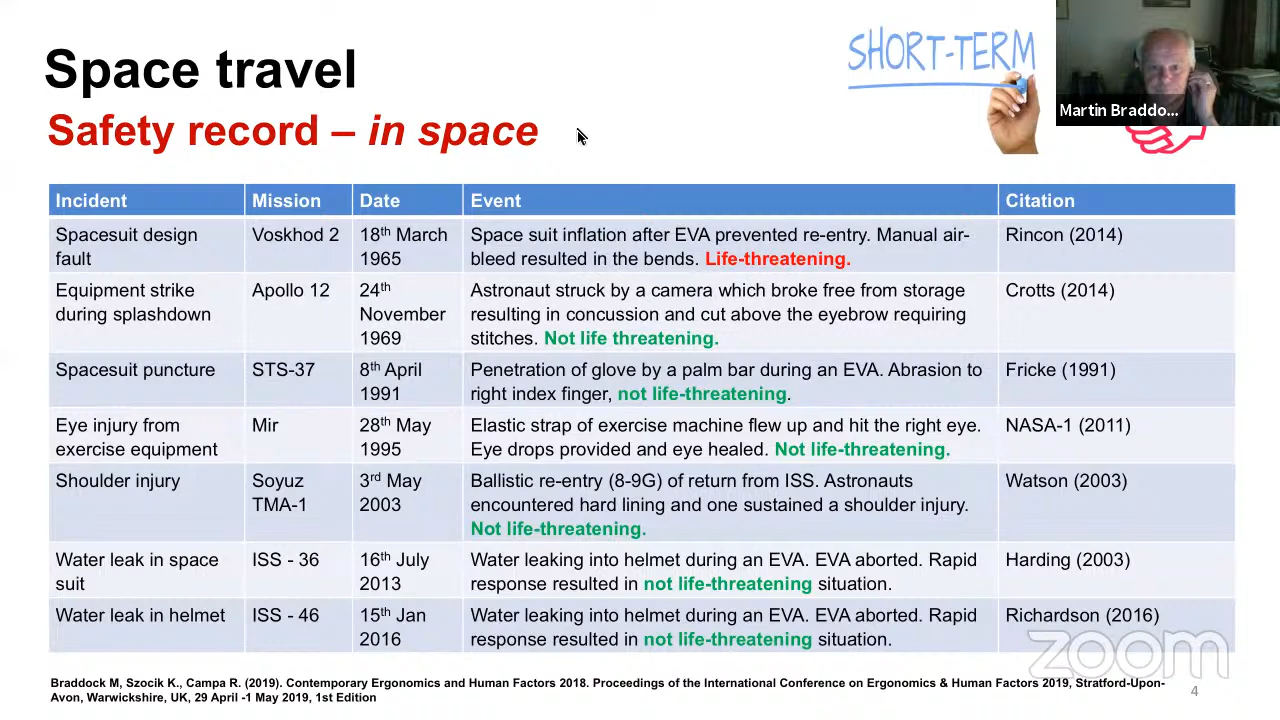 Space travel
SHORT-TERM
Martin Braddo...
Safety record – in space
Incident Mission Date Event Citation
Spacesuit design Voskhod 2 18th March Space suit inflation after EVA prevented re-entry. Manual air- Rincon (2014)
fault 1965 bleed resulted in the bends. Life-threatening.
Equipment strike Apollo 12 24th Astronaut struck by a camera which broke free from storage Crotts (2014)
during splashdown November resulting in concussion and cut above the eyebrow requiring
1969 stitches. Not life threatening.
Spacesuit puncture STS-37 8th April Penetration of glove by a palm bar during an EVA. Abrasion to Fricke (1991)
1991 right index finger, not life-threatening.
Eye injury from Mir 28th May Elastic strap of exercise machine flew up and hit the right eye. NASA-1 (2011)
exercise equipment 1995 Eye drops provided and eye healed. Not life-threatening.
Shoulder injury Soyuz 3rd May Ballistic re-entry (8-9G) of return from ISS. Astronauts Watson (2003)
TMA-1 2003 encountered hard lining and one sustained a shoulder injury.
Not life-threatening.
Water leak in space ISS - 36 16th July Water leaking into helmet during an EVA. EVA aborted. Rapid Harding (2003)
suit 2013 response resulted in not life-threatening situation.
Water leak in helmet ISS - 46 15th Jan Water leaking into helmet during an EVA. EVA aborted. Rapid Richardson (2016)
2016 response resulted in not life-threatening situation.
zoom
Braddock M, Szocik K., Campa R. (2019). Contemporary Ergonomics and Human Factors 2018. Proceedings of the International Conference on Ergonomics & Human Factors 2019, Stratford-Upon-
Avon, Warwickshire, UK, 29 April -1 May 2019, 1st Edition
4